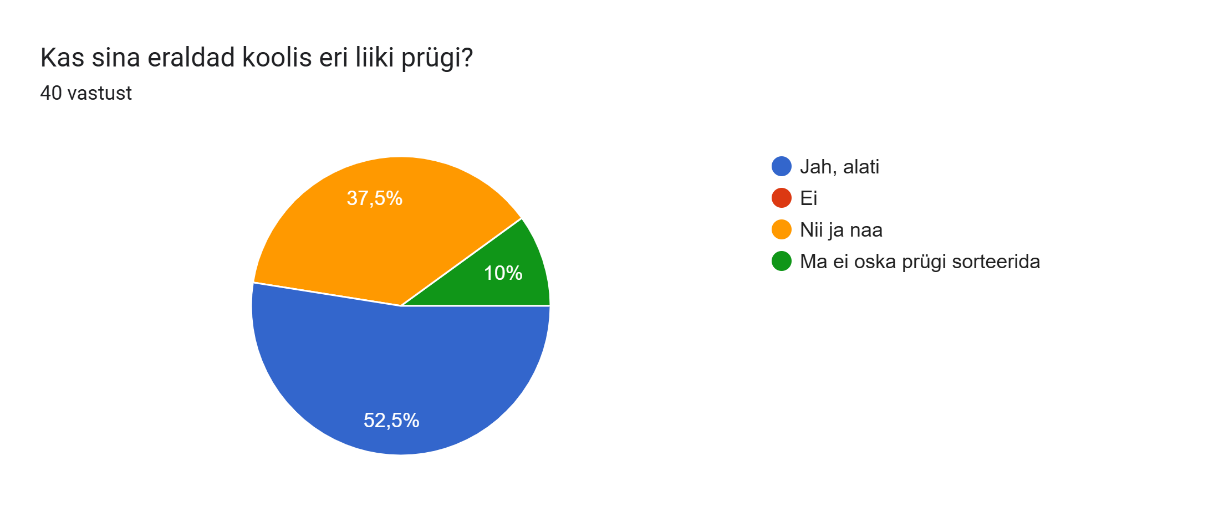 Kas sina eraldad koolis eri liiki prügi?
40 vastust
37,5%
10%
52,5%
Jah, alati
Ei
Nii ja naa
Ma ei oska prügi sorteerida